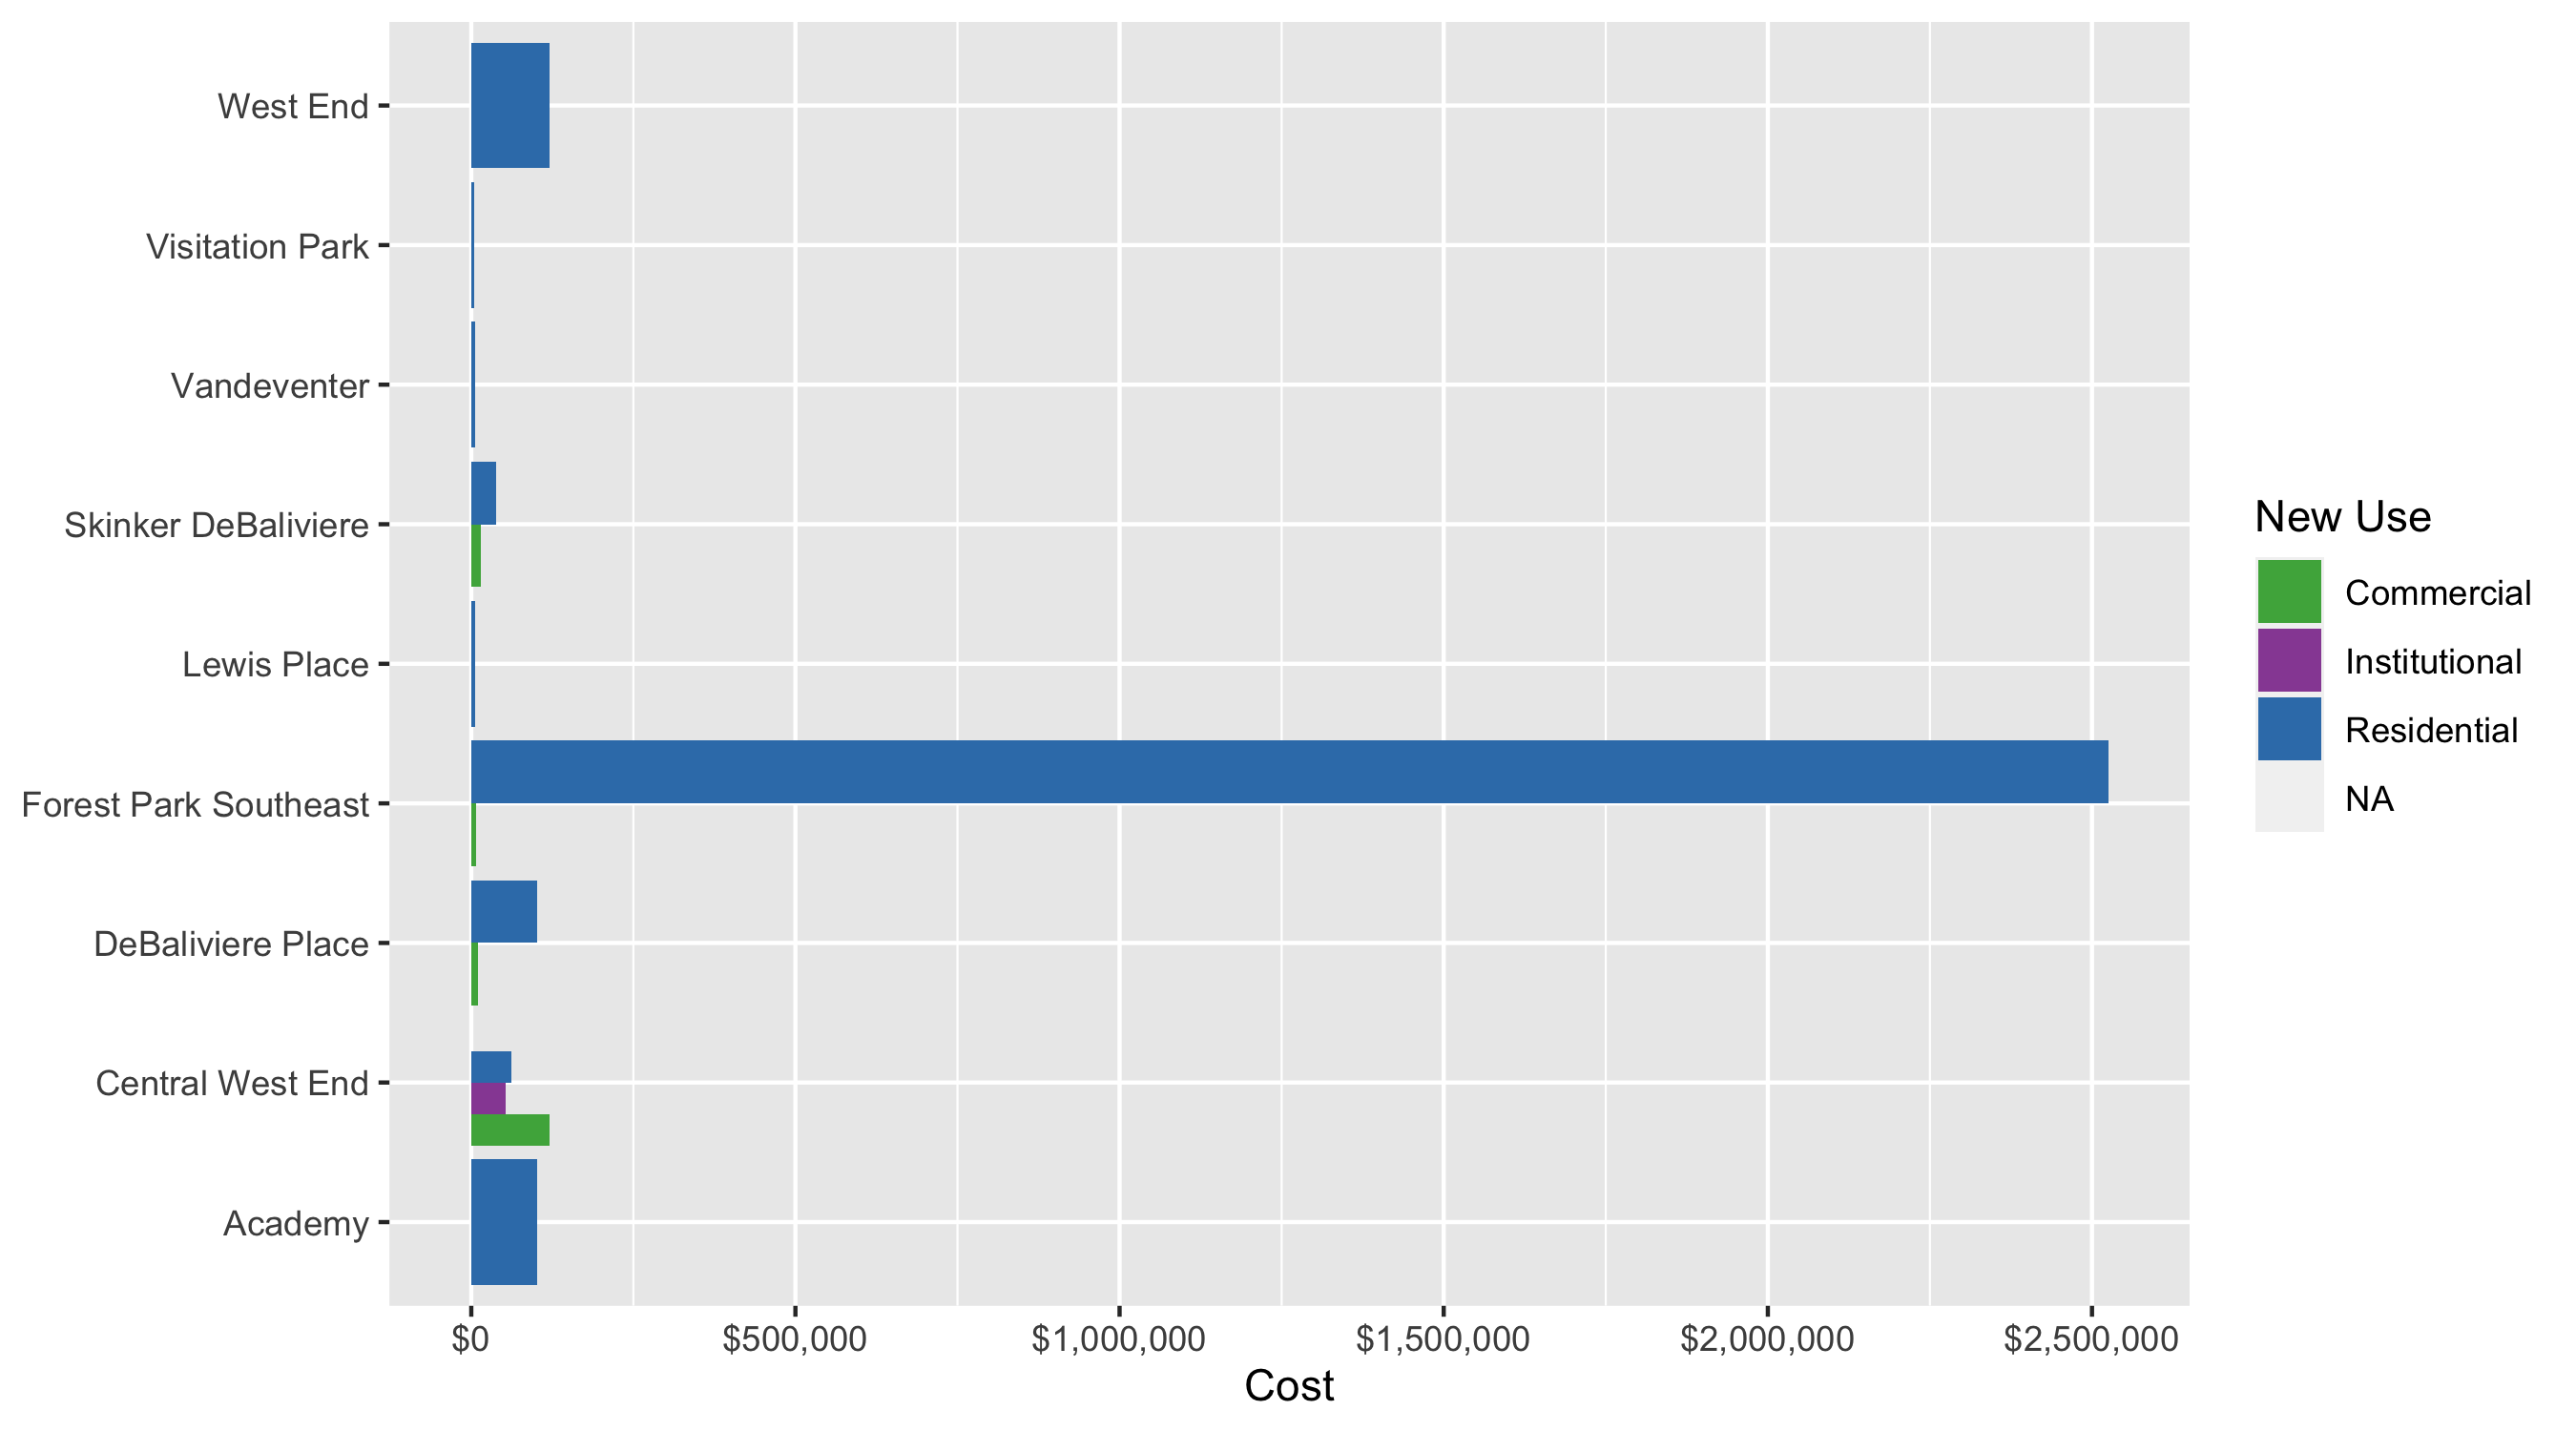 West End
Visitation Park
Vandeventer
Skinker DeBaliviere
Lewis Place
Forest Park Southeast
DeBaliviere Place
Central West End
Academy
$0 $500,000 $1,000,000 $1,500,000 $2,000,000 $2,500,000
Cost
New Use
Commercial
Institutional
Residential
NA